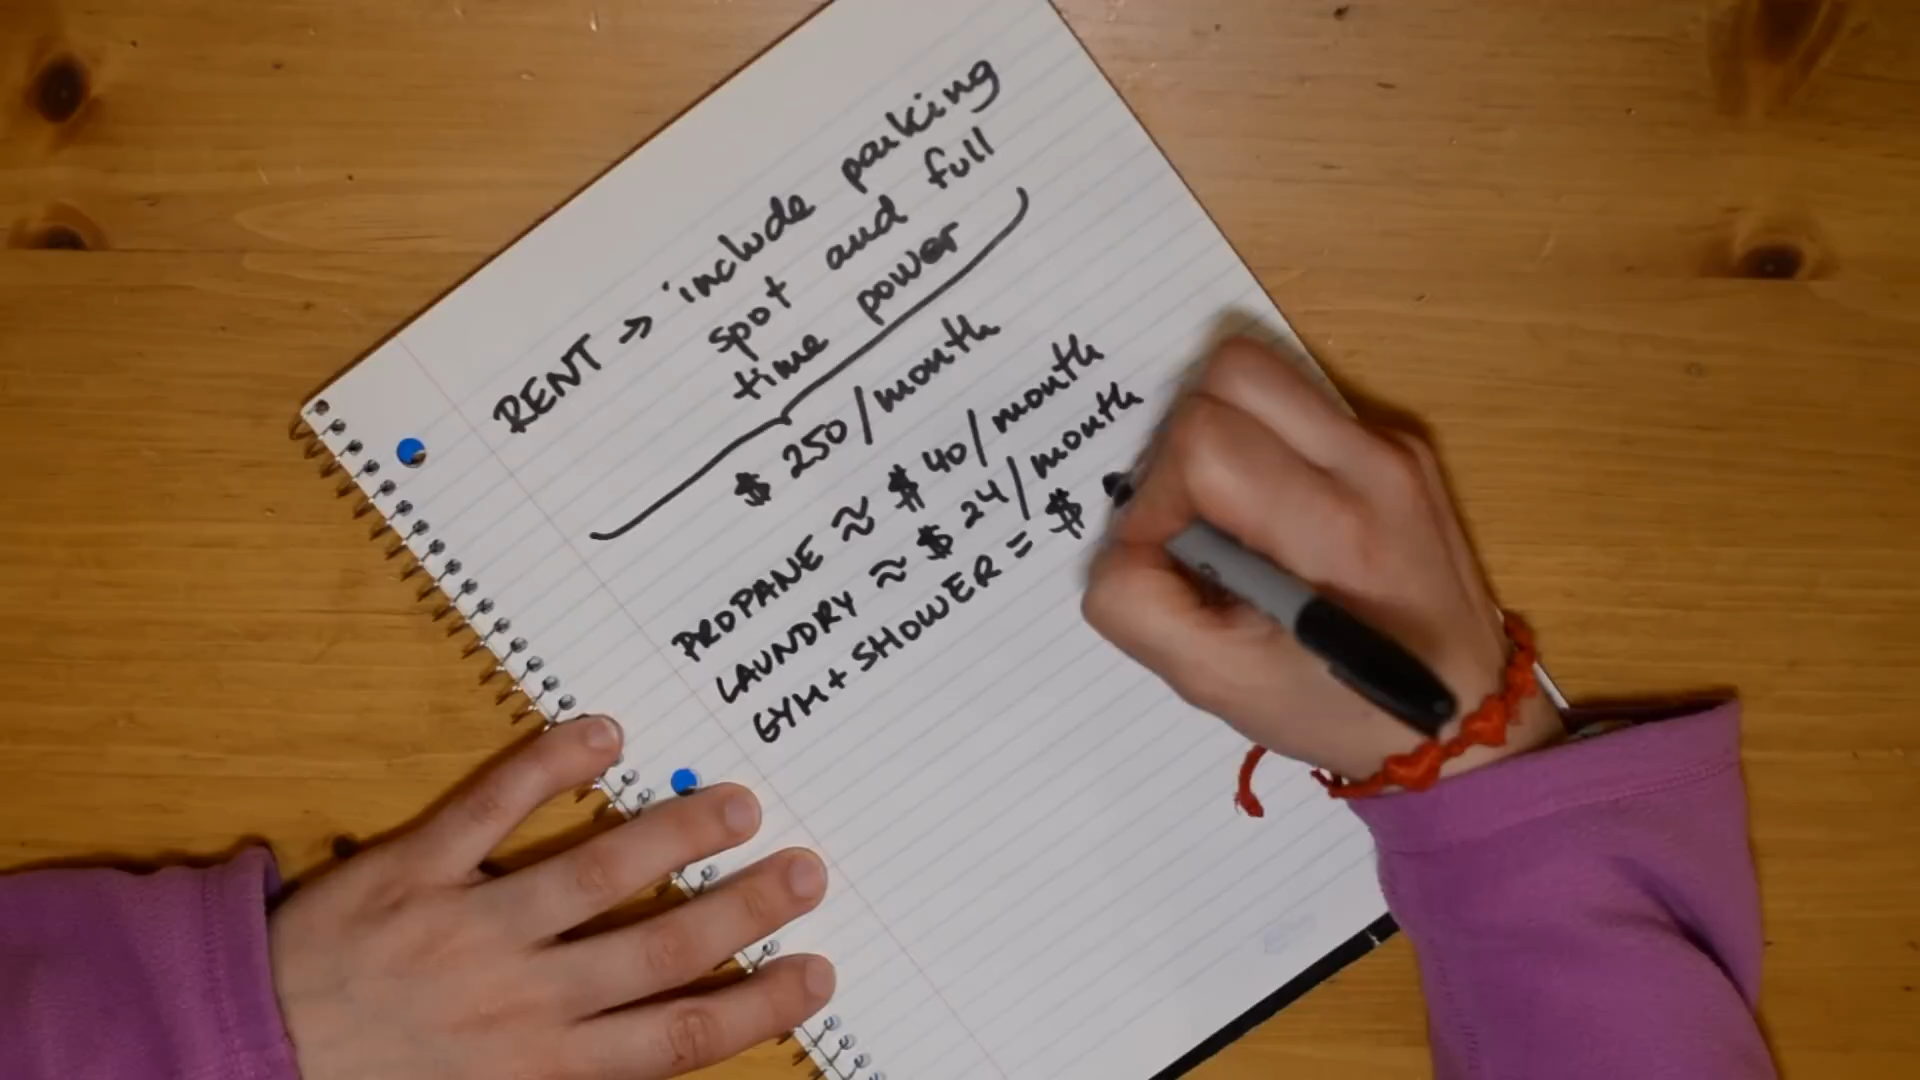 RENT → include parking
spot and full
time power
$ 250/month
PROPANE ≈ $ 40/month
LAUNDRY ≈ $ 24/month
GYM + SHOWER = $